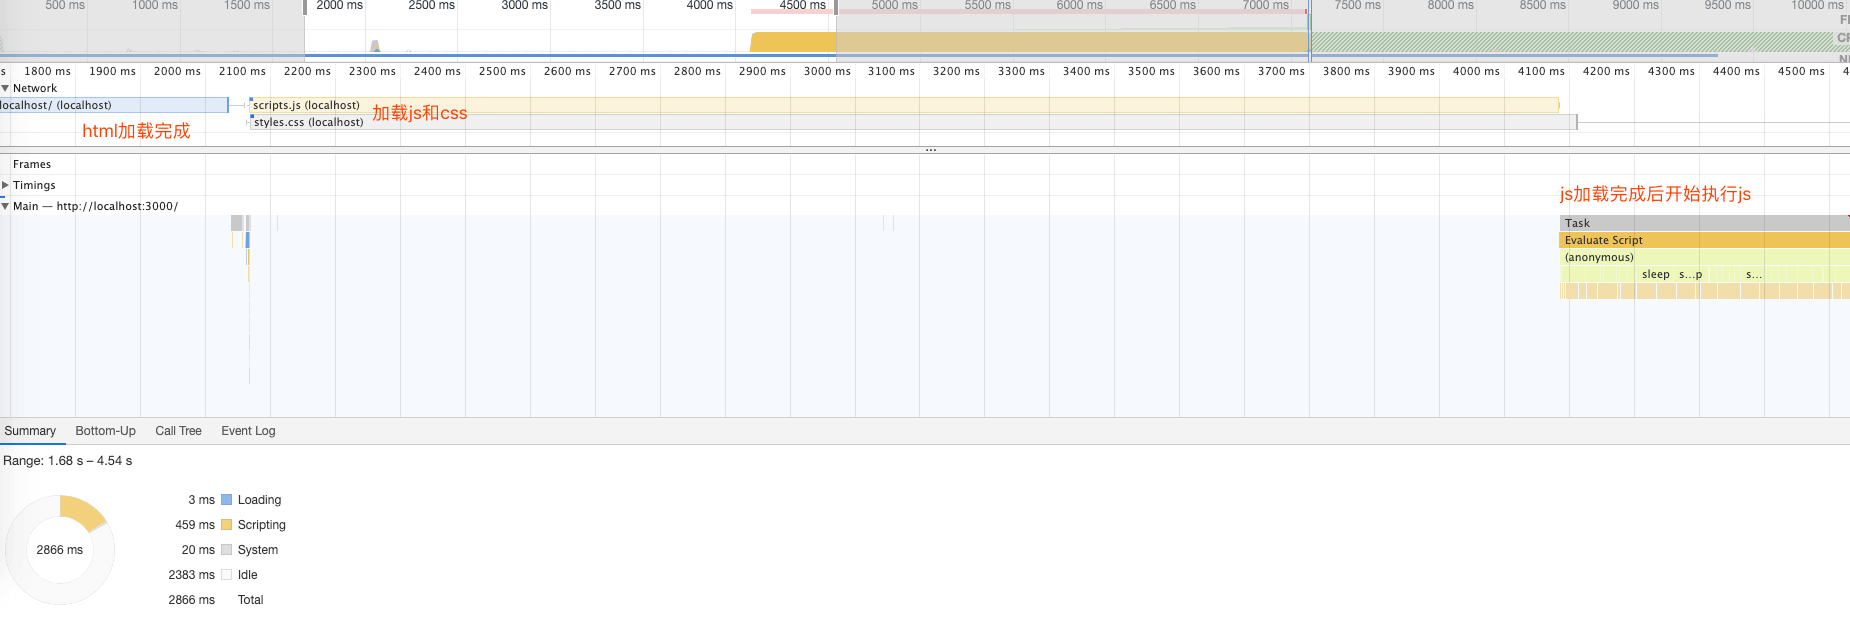 500 ms 1000 ms 1500 ms 2000 ms 2500 ms 3000 ms 3500 ms 4000 ms 4500 ms 5000 ms 5500 ms 6000 ms 6500 ms 7000 ms 7500 ms 8000 ms 8500 ms 9000 ms 9500 ms 10000 ms
s 1800 ms 1900 ms 2000 ms 2100 ms 2200 ms 2300 ms 2400 ms 2500 ms 2600 ms 2700 ms 2800 ms 2900 ms 3000 ms 3100 ms 3200 ms 3300 ms 3400 ms 3500 ms 3600 ms 3700 ms 3800 ms 3900 ms 4000 ms 4100 ms 4200 ms 4300 ms 4400 ms 4500 ms 4
Network
localhost/ (localhost) scripts.js (localhost)
加载js和css
styles.css (localhost)
html加载完成
...
Frames
Timings
js加载完成后开始执行js
Main — http://localhost:3000/
Task
Evaluate Script
(anonymous)
sleep s...p s...
Summary Bottom-Up Call Tree Event Log
Range: 1.68 s – 4.54 s
3 ms Loading
459 ms Scripting
20 ms System
2866 ms
2383 ms Idle
2866 ms Total